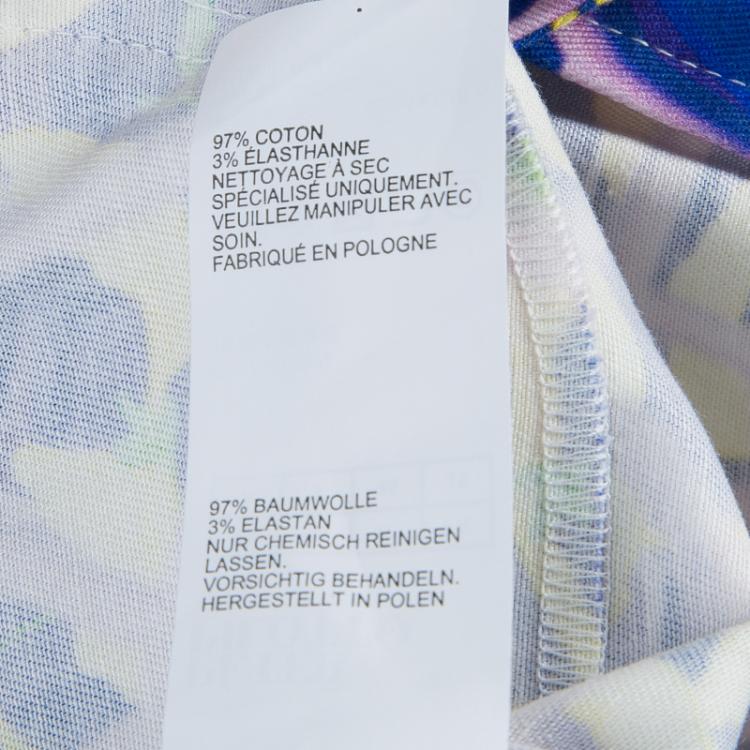 97% COTON
3% ÉLASTHANNE
NETTOYAGE À SEC
SPÉCIALISÉ UNIQUEMENT.
VEUILLEZ MANIPULER AVEC
SOIN.
FABRIQUÉ EN POLOGNE
97% BAUMWOLLE
3% ELASTAN
NUR CHEMISCH REINIGEN
LASSEN.
VORSICHTIG BEHANDELN.
HERGESTELLT IN POLEN